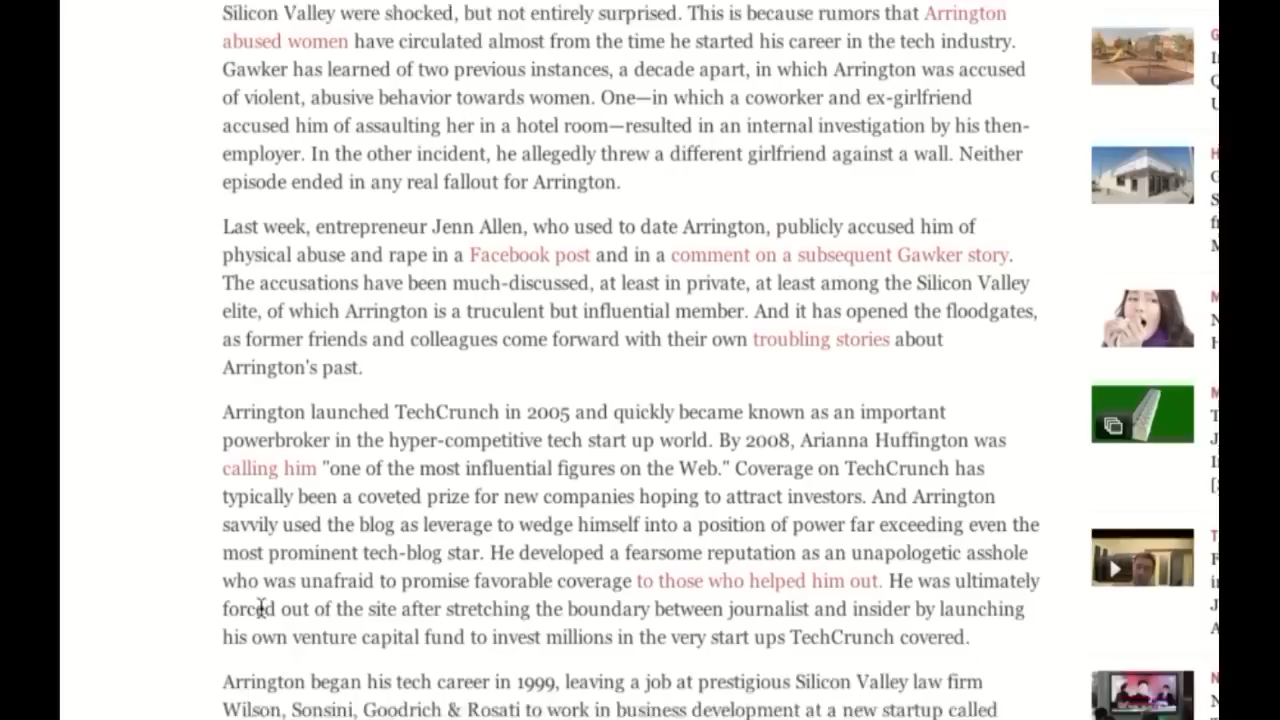 Silicon Valley were shocked, but not entirely surprised. This is because rumors that Arrington
abused women have circulated almost from the time he started his career in the tech industry.
Gawker has learned of two previous instances, a decade apart, in which Arrington was accused
of violent, abusive behavior towards women. One—in which a coworker and ex-girlfriend
accused him of assaulting her in a hotel room—resulted in an internal investigation by his then-
employer. In the other incident, he allegedly threw a different girlfriend against a wall. Neither
episode ended in any real fallout for Arrington.
Last week, entrepreneur Jenn Allen, who used to date Arrington, publicly accused him of
physical abuse and rape in a Facebook post and in a comment on a subsequent Gawker story.
The accusations have been much-discussed, at least in private, at least among the Silicon Valley
elite, of which Arrington is a truculent but influential member. And it has opened the floodgates,
as former friends and colleagues come forward with their own troubling stories about
Arrington's past.
Arrington launched TechCrunch in 2005 and quickly became known as an important
powerbroker in the hyper-competitive tech start up world. By 2008, Arianna Huffington was
calling him "one of the most influential figures on the Web." Coverage on TechCrunch has
typically been a coveted prize for new companies hoping to attract investors. And Arrington
savvily used the blog as leverage to wedge himself into a position of power far exceeding even the
most prominent tech-blog star. He developed a fearsome reputation as an unapologetic asshole
who was unafraid to promise favorable coverage to those who helped him out. He was ultimately
forced out of the site after stretching the boundary between journalist and insider by launching
his own venture capital fund to invest millions in the very start ups TechCrunch covered.
Arrington began his tech career in 1999, leaving a job at prestigious Silicon Valley law firm
Wilson, Sonsini, Goodrich & Rosati to work in business development at a new startup called